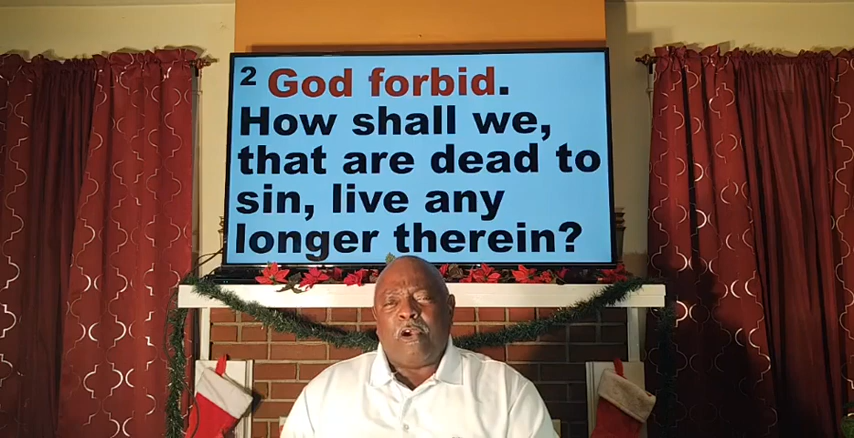 2 God forbid.
How shall we,
that are dead to
sin, live any
longer therein?